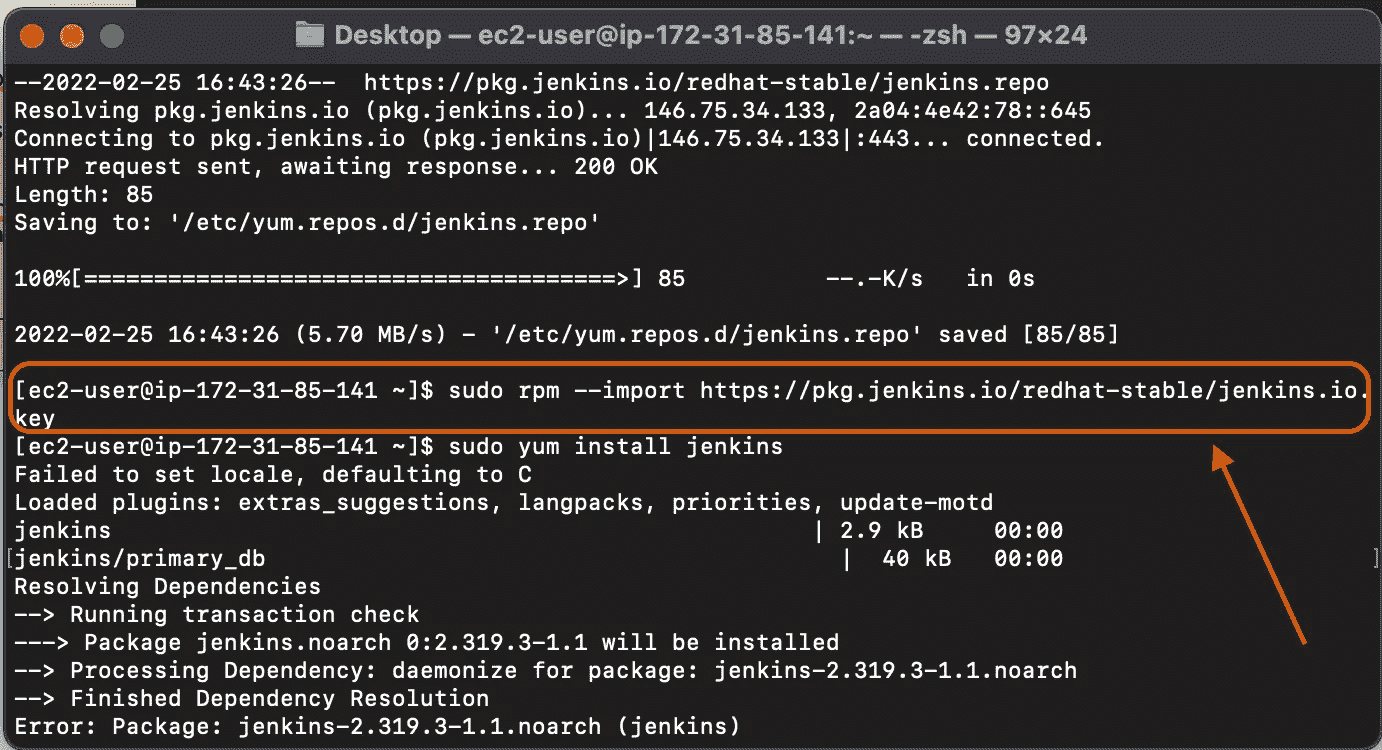 Desktop — ec2-user@ip-172-31-85-141:~ — -zsh — 97×24
--2022-02-25 16:43:26--  https://pkg.jenkins.io/redhat-stable/jenkins.repo
Resolving pkg.jenkins.io (pkg.jenkins.io)... 146.75.34.133, 2a04:4e42:78::645
Connecting to pkg.jenkins.io (pkg.jenkins.io)|146.75.34.133|:443... connected.
HTTP request sent, awaiting response... 200 OK
Length: 85
Saving to: '/etc/yum.repos.d/jenkins.repo'
100%[======================================>] 85          --.-K/s   in 0s
2022-02-25 16:43:26 (5.70 MB/s) - '/etc/yum.repos.d/jenkins.repo' saved [85/85]
[ec2-user@ip-172-31-85-141 ~]$ sudo rpm --import https://pkg.jenkins.io/redhat-stable/jenkins.io.
key
[ec2-user@ip-172-31-85-141 ~]$ sudo yum install jenkins
Failed to set locale, defaulting to C
Loaded plugins: extras_suggestions, langpacks, priorities, update-motd
jenkins                                                  | 2.9 kB     00:00
[jenkins/primary_db                                         |  40 kB   00:00                      ]
Resolving Dependencies
--> Running transaction check
---> Package jenkins.noarch 0:2.319.3-1.1 will be installed
--> Processing Dependency: daemonize for package: jenkins-2.319.3-1.1.noarch
--> Finished Dependency Resolution
Error: Package: jenkins-2.319.3-1.1.noarch (jenkins)